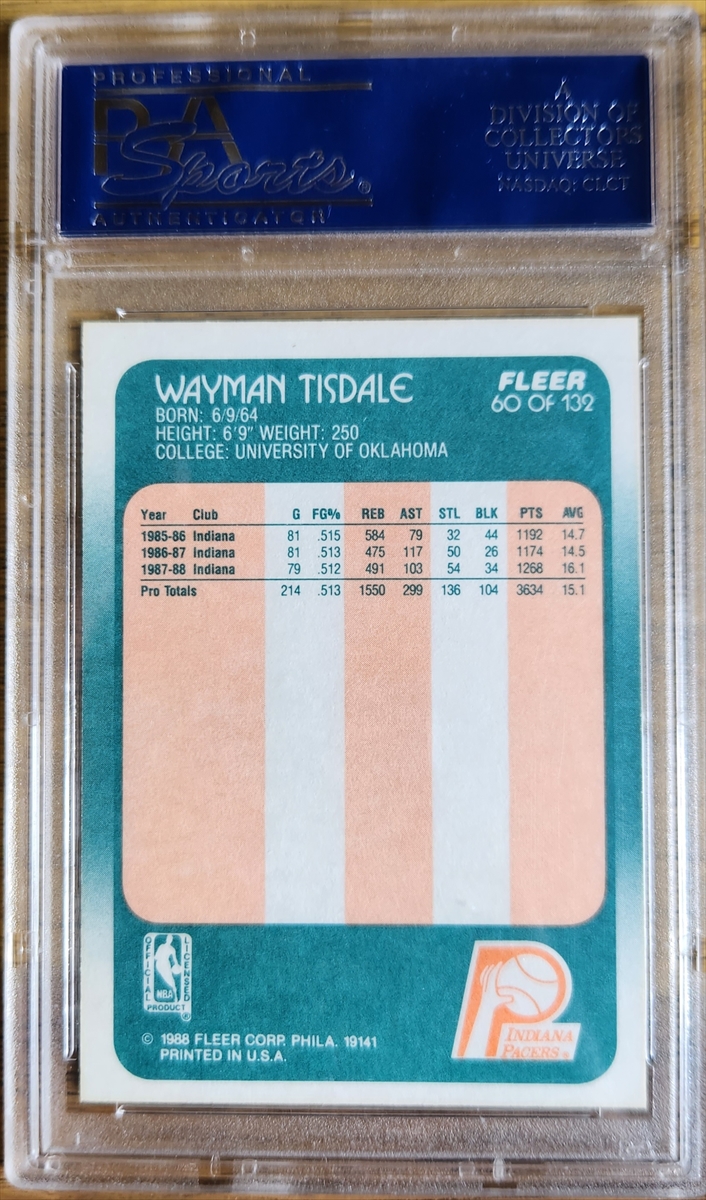 PROFESSIONAL
PSA
Sports®
AUTHENTICATOR
A
DIVISION OF
COLLECTORS
UNIVERSE
NASDAQ: CLCT
WAYMAN TISDALE
BORN: 6/9/64
HEIGHT: 6'9" WEIGHT: 250
COLLEGE: UNIVERSITY OF OKLAHOMA
FLEER
60 OF 132
Year Club G FG% REB AST STL BLK PTS AVG
1985-86 Indiana 81 .515 584 79 32 44 1192 14.7
1986-87 Indiana 81 .513 475 117 50 26 1174 14.5
1987-88 Indiana 79 .512 491 103 54 34 1268 16.1
Pro Totals 214 .513 1550 299 136 104 3634 15.1
OFFICIAL
LICENSED
NBA
PRODUCT
®
INDIANA
PACERS®
© 1988 FLEER CORP. PHILA. 19141
PRINTED IN U.S.A.